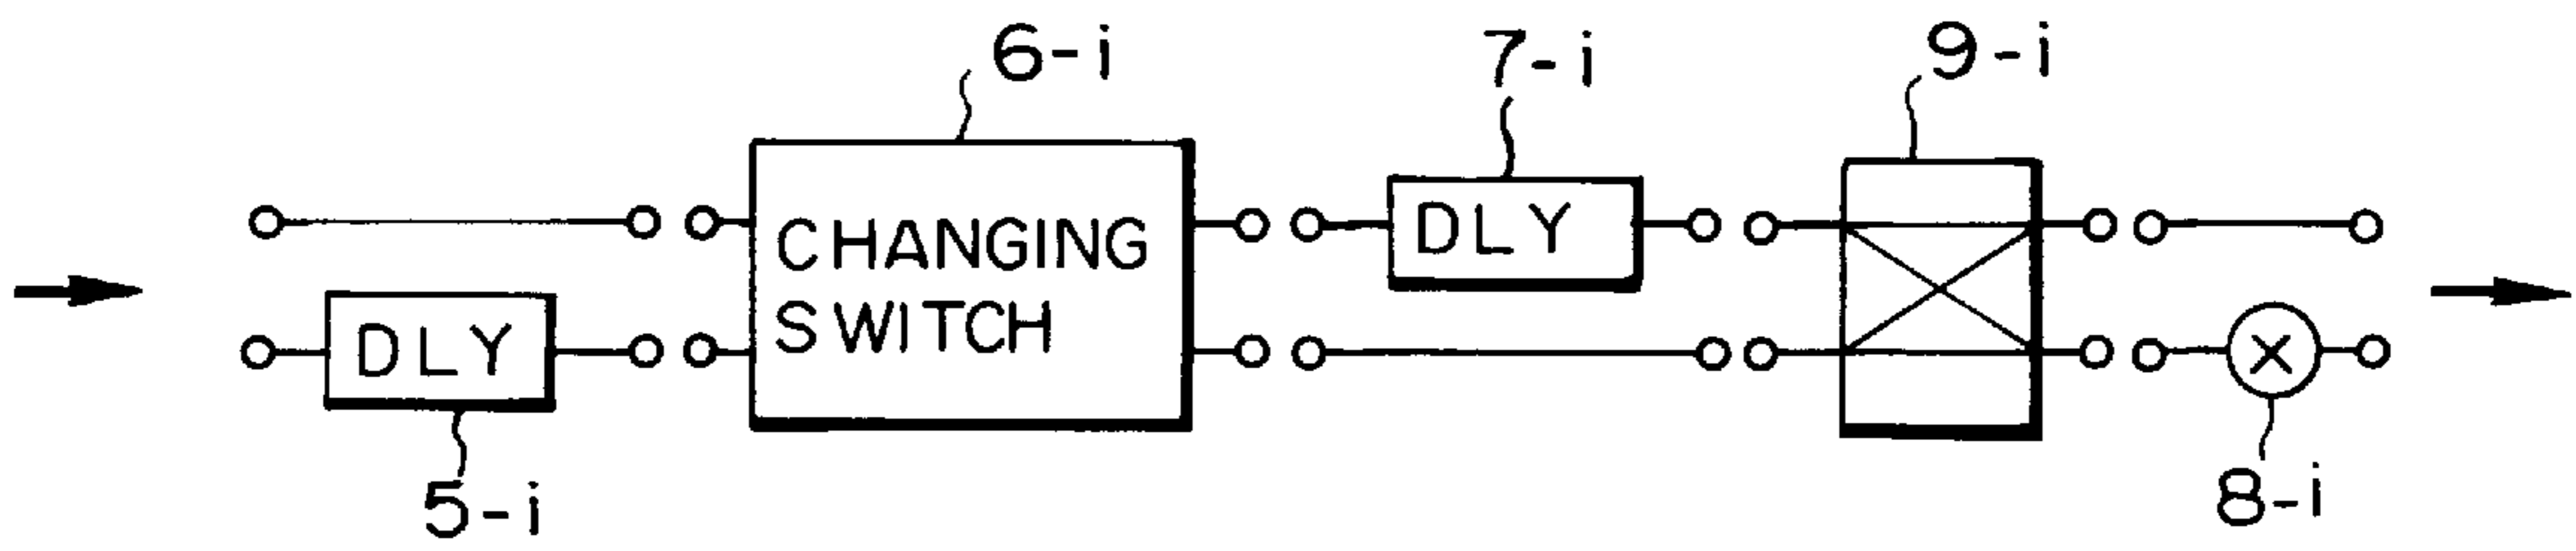 6-i
7-i
9-i
CHANGING
SWITCH
DLY
DLY
×
5-i
8-i